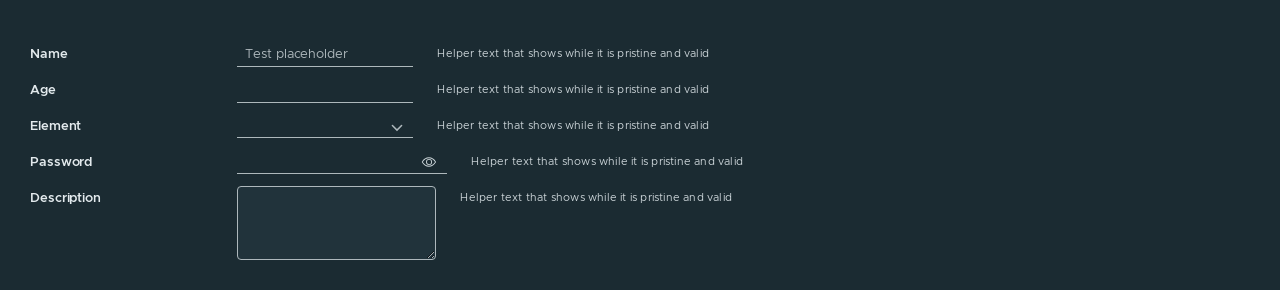 Name Test placeholder Helper text that shows while it is pristine and valid
Age Helper text that shows while it is pristine and valid
Element Helper text that shows while it is pristine and valid
Password Helper text that shows while it is pristine and valid
Description Helper text that shows while it is pristine and valid